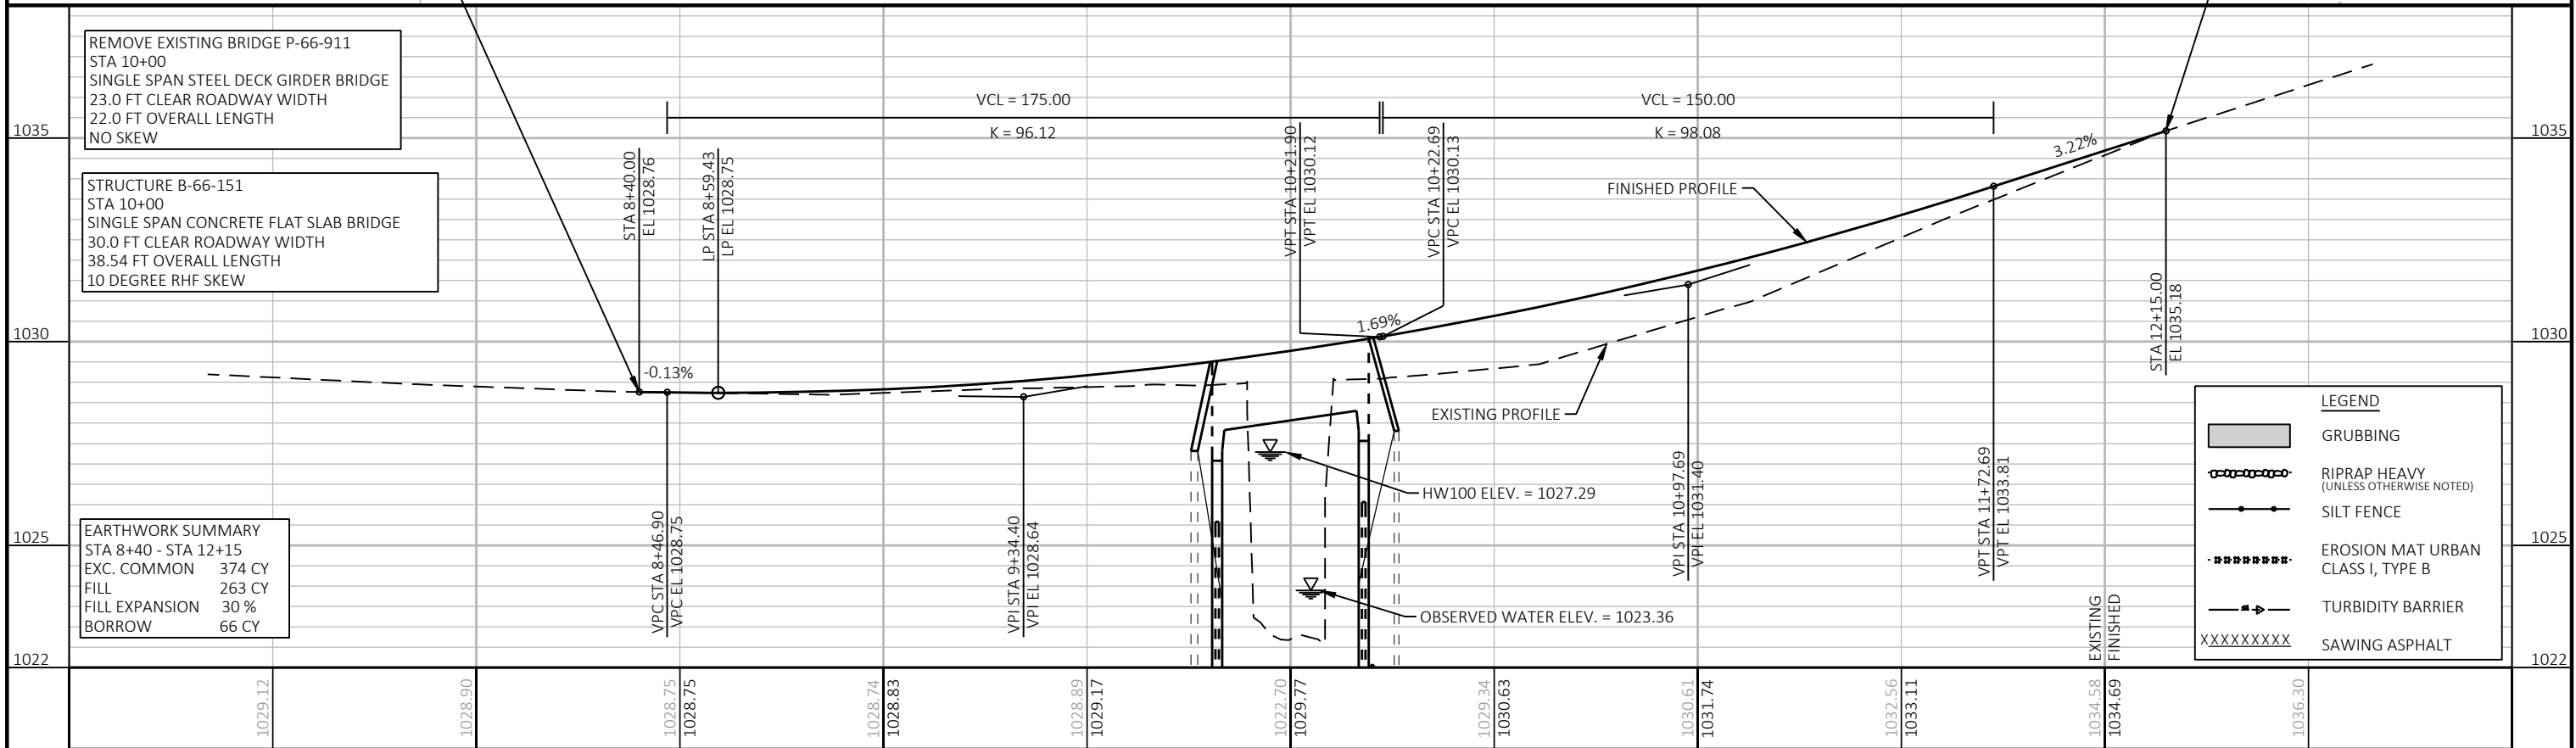 REMOVE EXISTING BRIDGE P-66-911
STA 10+00
SINGLE SPAN STEEL DECK GIRDER BRIDGE
23.0 FT CLEAR ROADWAY WIDTH
22.0 FT OVERALL LENGTH
NO SKEW
STRUCTURE B-66-151
STA 10+00
SINGLE SPAN CONCRETE FLAT SLAB BRIDGE
30.0 FT CLEAR ROADWAY WIDTH
38.54 FT OVERALL LENGTH
10 DEGREE RHF SKEW
EARTHWORK SUMMARY
STA 8+40 - STA 12+15
EXC. COMMON 374 CY
FILL 263 CY
FILL EXPANSION 30 %
BORROW 66 CY
1035
1030
1025
1022
STA 8+40.00
EL 1028.76
LP STA 8+59.43
LP EL 1028.75
-0.13%
VPC STA 8+46.90
VPC EL 1028.75
VCL = 175.00
K = 96.12
VPI STA 9+34.40
VPI EL 1028.64
VPT STA 10+21.90
VPT EL 1030.12
VPC STA 10+22.69
VPC EL 1030.13
1.69%
VCL = 150.00
K = 98.08
FINISHED PROFILE
EXISTING PROFILE
HW100 ELEV. = 1027.29
OBSERVED WATER ELEV. = 1023.36
VPI STA 10+97.69
VPI EL 1031.40
VPT STA 11+72.69
VPT EL 1033.81
3.22%
STA 12+15.00
EL 1035.18
EXISTING
FINISHED
1035
1030
1025
1022
LEGEND
GRUBBING
RIPRAP HEAVY
(UNLESS OTHERWISE NOTED)
SILT FENCE
EROSION MAT URBAN
CLASS I, TYPE B
TURBIDITY BARRIER
XXXXXXXXX
SAWING ASPHALT
1029.12
1028.90
1028.75
1028.75
1028.74
1028.83
1028.89
1029.17
1022.70
1029.77
1029.34
1030.63
1030.61
1031.74
1032.56
1033.11
1034.58
1034.69
1036.30